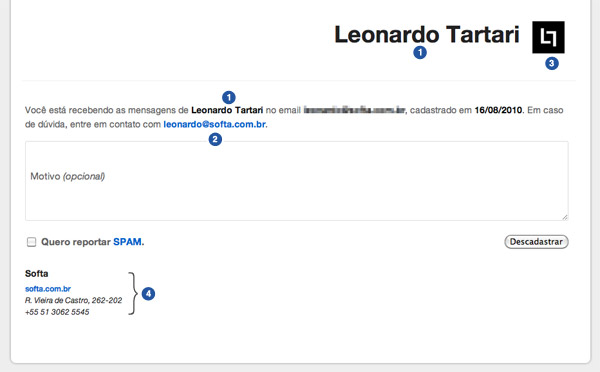 Leonardo Tartari
1
3
1
Você está recebendo as mensagens de Leonardo Tartari no email , cadastrado em 16/08/2010. Em caso
de dúvida, entre em contato com leonardo@softa.com.br.
2
Motivo (opcional)
Quero reportar SPAM.
Descadastrar
Softa
softa.com.br
R. Vieira de Castro, 262-202
+55 51 3062 5545
4